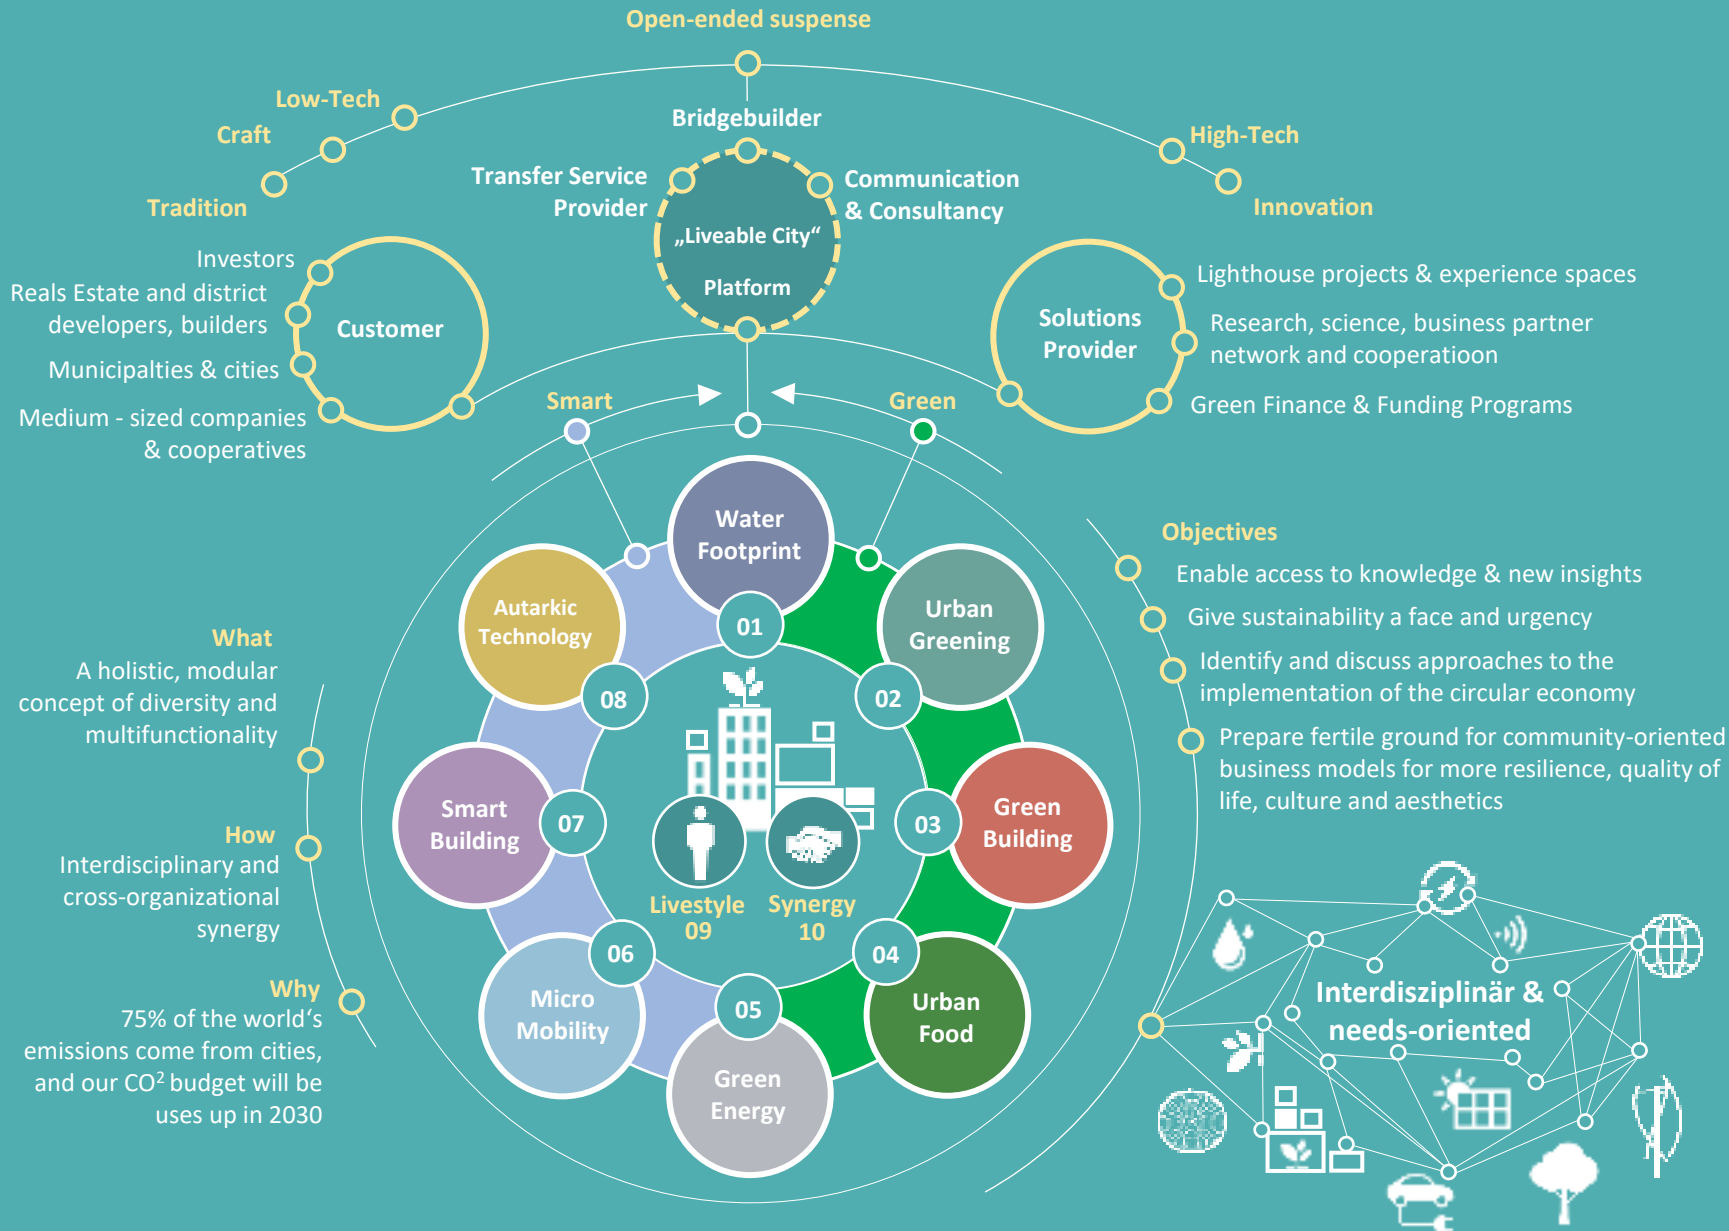 Open-ended suspense
Low-Tech
Craft
Tradition
High-Tech
Innovation
Bridgebuilder
Transfer Service
Provider
Communication
& Consultancy
„Liveable City“
Platform
Investors
Reals Estate and district
developers, builders
Municipalties & cities
Medium - sized companies
& cooperatives
Customer
Solutions
Provider
Lighthouse projects & experience spaces
Research, science, business partner
network and cooperatioon
Green Finance & Funding Programs
Smart
Green
Water
Footprint
01
Urban
Greening
02
Green
Building
03
Urban
Food
04
Green
Energy
05
Micro
Mobility
06
Smart
Building
07
Autarkic
Technology
08
Livestyle
09
Synergy
10
What
A holistic, modular
concept of diversity and
multifunctionality
How
Interdisciplinary and
cross-organizational
synergy
Why
75% of the world‘s
emissions come from cities,
and our CO² budget will be
uses up in 2030
Objectives
Enable access to knowledge & new insights
Give sustainability a face and urgency
Identify and discuss approaches to the
implementation of the circular economy
Prepare fertile ground for community-oriented
business models for more resilience, quality of
life, culture and aesthetics
Interdisziplinär &
needs-oriented